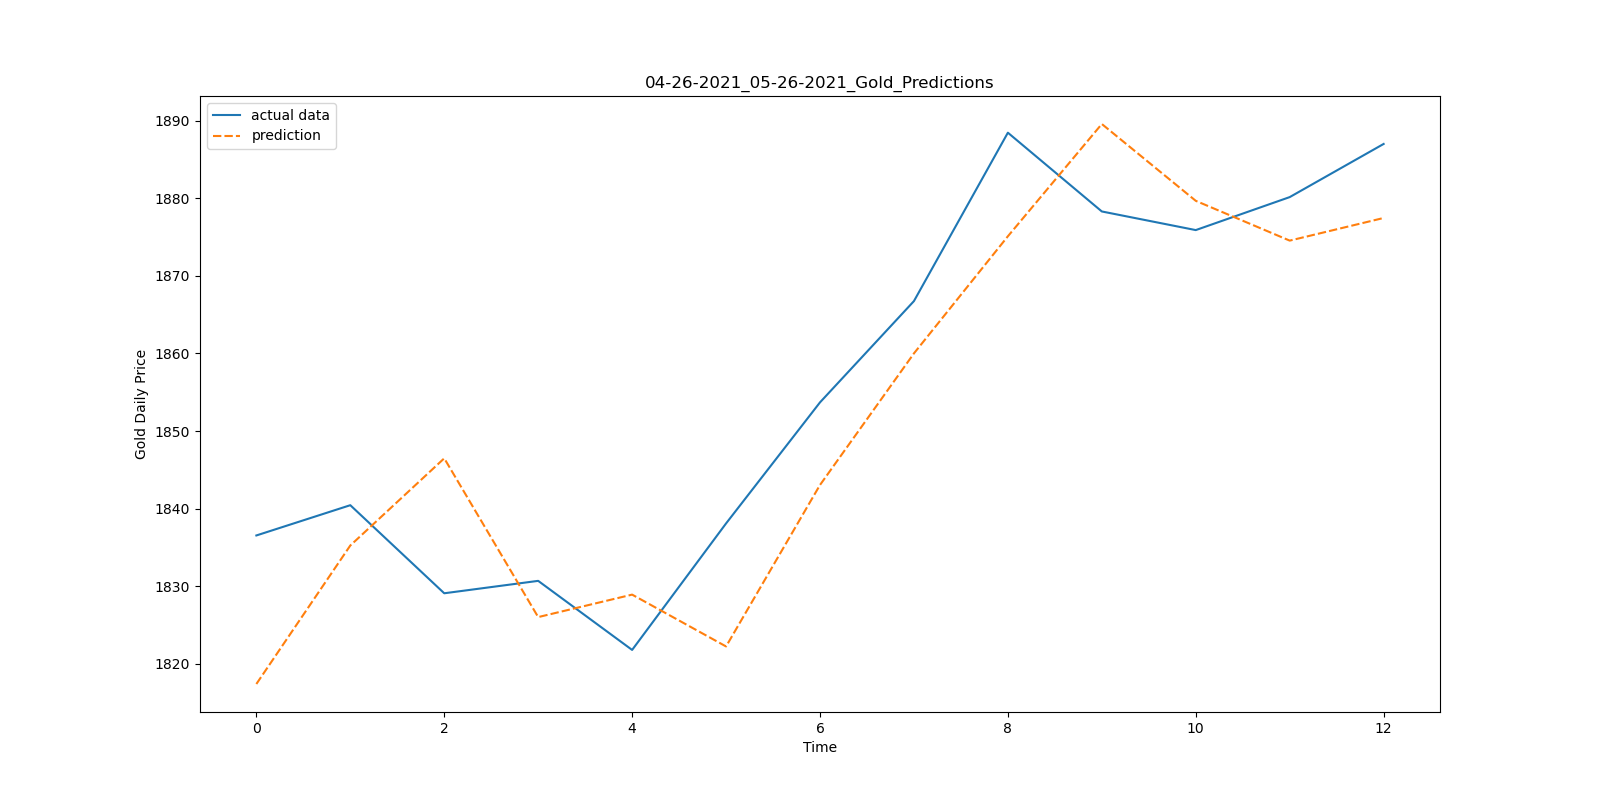 04-26-2021_05-26-2021_Gold_Predictions
actual data
prediction
1890
1880
1870
1860
1850
1840
1830
1820
Gold Daily Price
0 2 4 6 8 10 12
Time